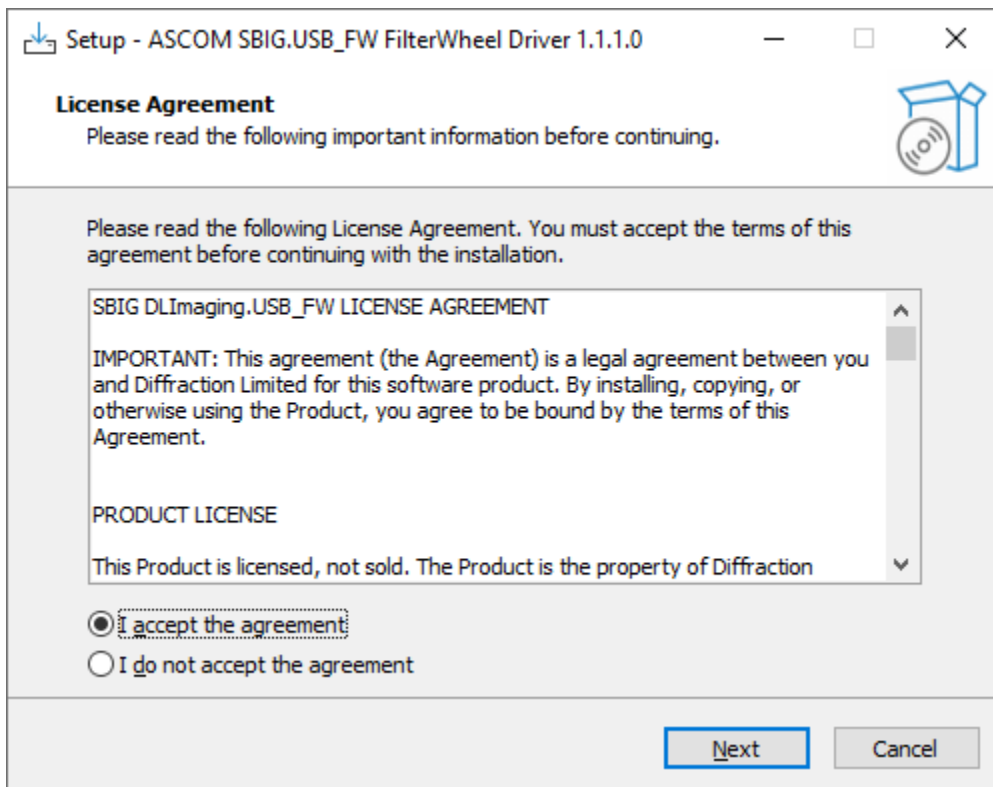 Setup - ASCOM SBIG.USB_FW FilterWheel Driver 1.1.1.0
License Agreement
Please read the following important information before continuing.
Please read the following License Agreement. You must accept the terms of this
agreement before continuing with the installation.
SBIG DLImaging.USB_FW LICENSE AGREEMENT
IMPORTANT: This agreement (the Agreement) is a legal agreement between you
and Diffraction Limited for this software product. By installing, copying, or
otherwise using the Product, you agree to be bound by the terms of this
Agreement.
PRODUCT LICENSE
This Product is licensed, not sold. The Product is the property of Diffraction
I accept the agreement
I do not accept the agreement
Next
Cancel